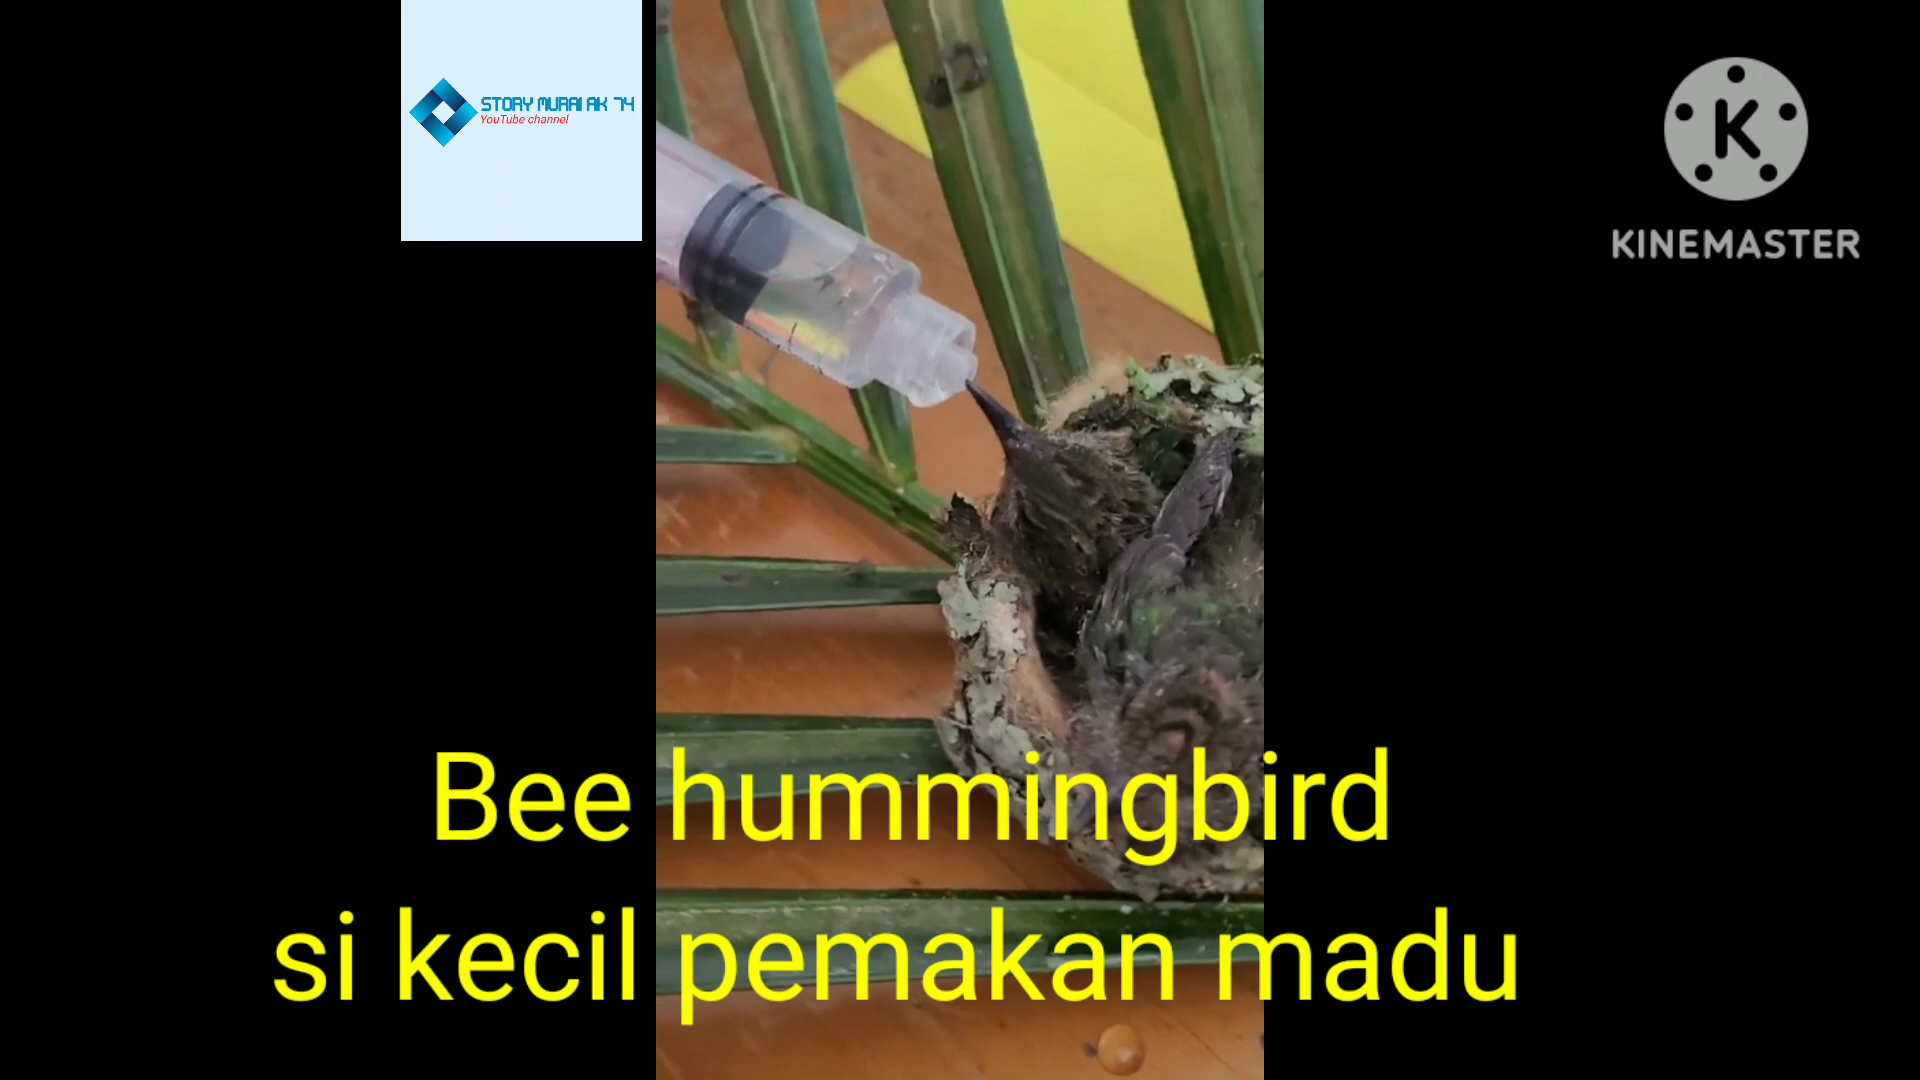 STORY MURAI AK 74
YouTube channel
K
KINEMASTER
Bee hummingbird
si kecil pemakan madu